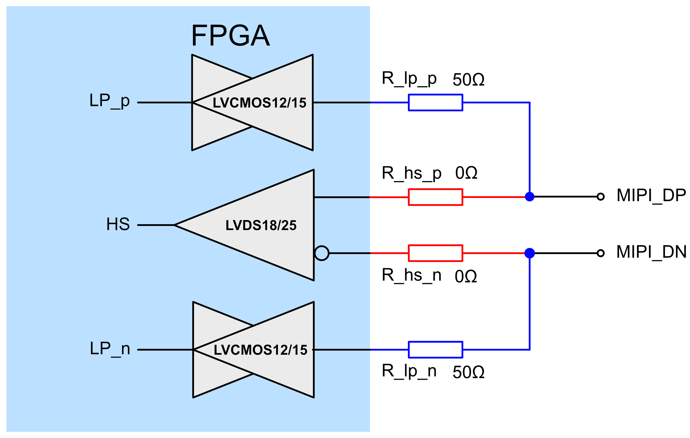 FPGA
LP_p
LVCMOS12/15
R_lp_p 50Ω
R_hs_p 0Ω
MIPI_DP
HS
LVDS18/25
MIPI_DN
R_hs_n 0Ω
LP_n
LVCMOS12/15
R_lp_n 50Ω